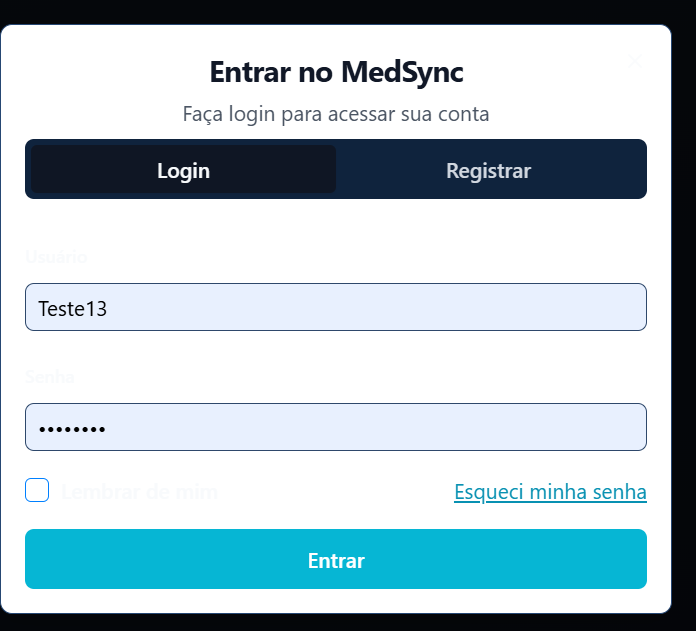 Entrar no MedSync
Faça login para acessar sua conta
Login Registrar
Usuário
Teste13
Senha
••••••••
Lembrar de mim Esqueci minha senha
Entrar